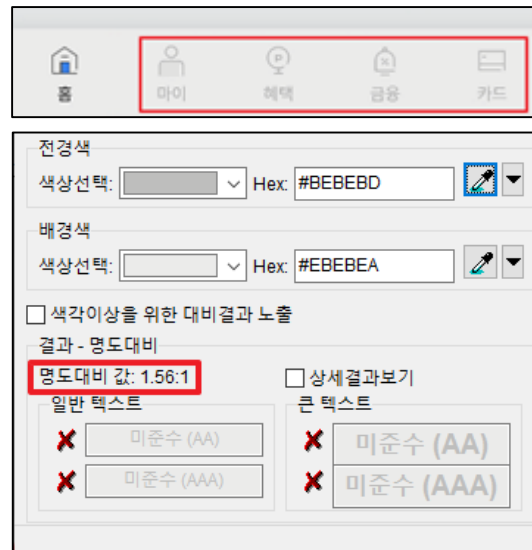 홈 마이 혜택 금융 카드
전경색
색상선택: Hex: #BEBEBD
배경색
색상선택: Hex: #EBEBEA
색각이상을 위한 대비결과 노출
결과 - 명도대비
명도대비 값: 1.56:1 상세결과보기
일반 텍스트 큰 텍스트
미준수 (AA) 미준수 (AA)
미준수 (AAA) 미준수 (AAA)